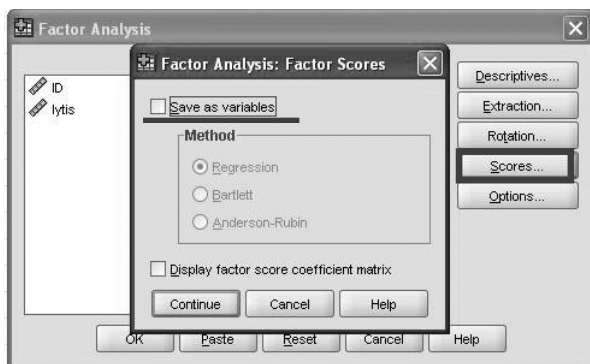 Factor Analysis
Factor Analysis: Factor Scores
ID
lytis
Save as variables
Method
Regression
Bartlett
Anderson-Rubin
Display factor score coefficient matrix
Continue Cancel Help
Descriptives...
Extraction...
Rotation...
Scores...
Options...
OK Paste Reset Cancel Help